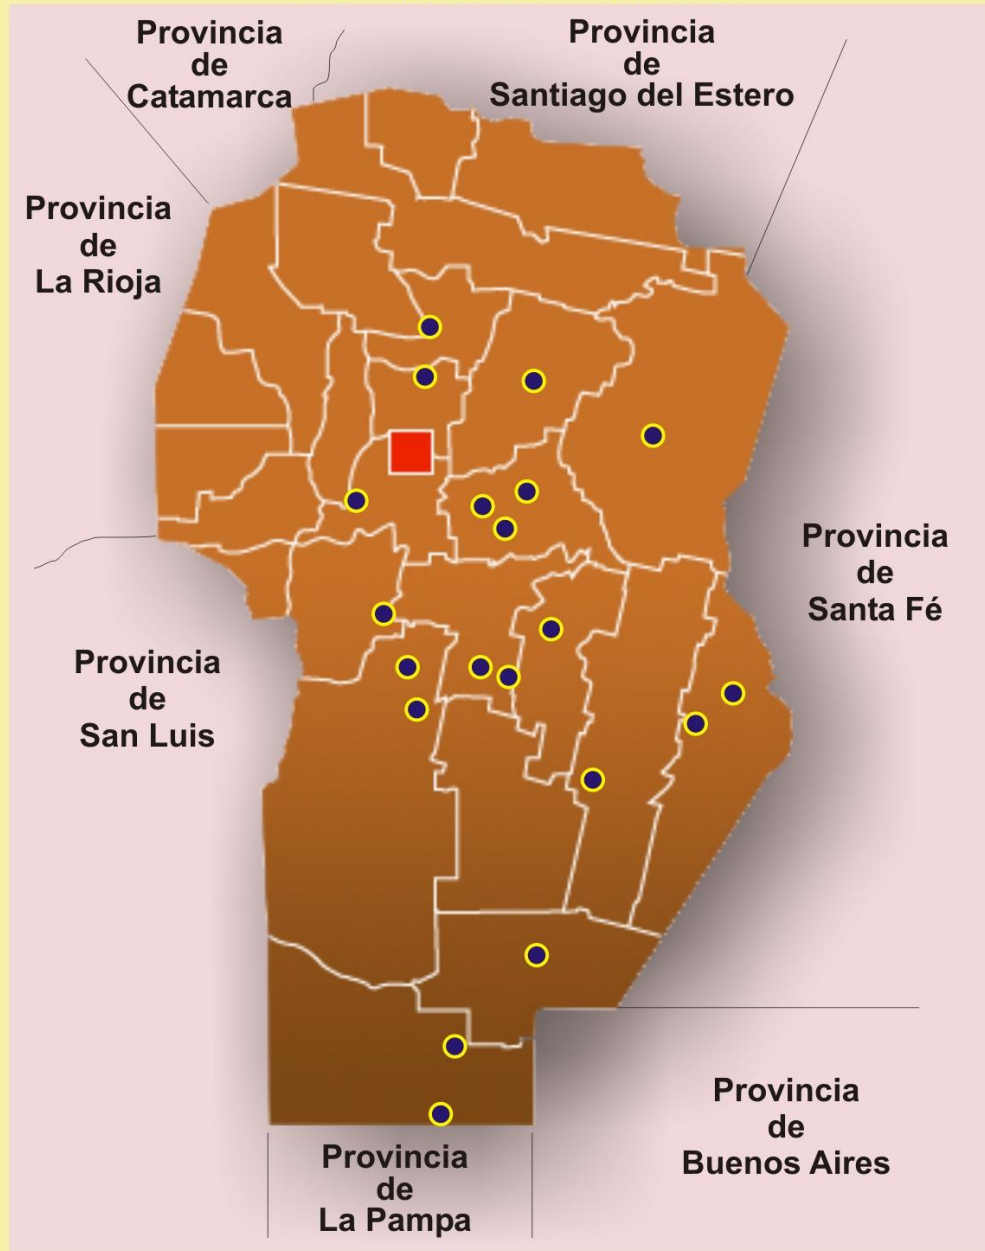 Provincia
de
Catamarca
Provincia
de
Santiago del Estero
Provincia
de
La Rioja
Provincia
de
Santa Fé
Provincia
de
San Luis
Provincia
de
Buenos Aires
Provincia
de
La Pampa